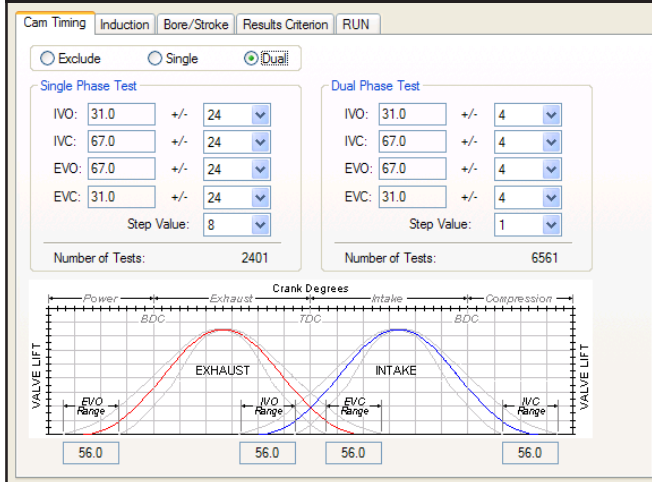 Cam Timing Induction Bore/Stroke Results Criterion RUN
Exclude Single Dual
Single Phase Test
IVO: 31.0 +/- 24
IVC: 67.0 +/- 24
EVO: 67.0 +/- 24
EVC: 31.0 +/- 24
Step Value: 8
Number of Tests: 2401
Dual Phase Test
IVO: 31.0 +/- 4
IVC: 67.0 +/- 4
EVO: 67.0 +/- 4
EVC: 31.0 +/- 4
Step Value: 1
Number of Tests: 6561
Crank Degrees
Power Exhaust Intake Compression
BDC TDC BDC
VALVE LIFT
EXHAUST INTAKE
VALVE LIFT
EVO Range
IVO Range
EVC Range
IVC Range
56.0 56.0 56.0 56.0